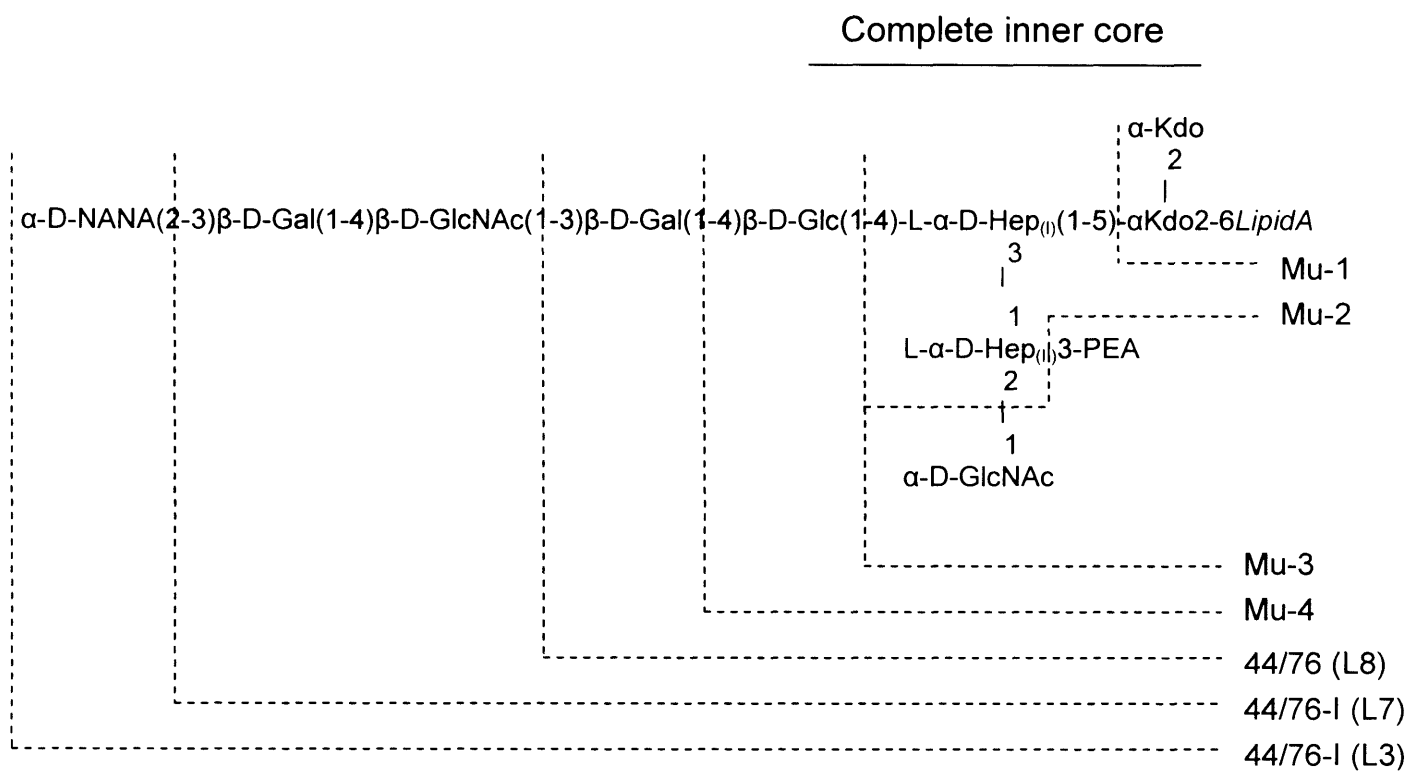 Complete inner core
α-Kdo
2
α-D-NANA(2-3)β-D-Gal(1-4)β-D-GlcNAc(1-3)β-D-Gal(1-4)β-D-Glc(1-4)-L-α-D-Hep(I)(1-5)-αKdo2-6LipidA
3
Mu-1
1
Mu-2
L-α-D-Hep(II)3-PEA
2
1
α-D-GlcNAc
Mu-3
Mu-4
44/76 (L8)
44/76-I (L7)
44/76-I (L3)